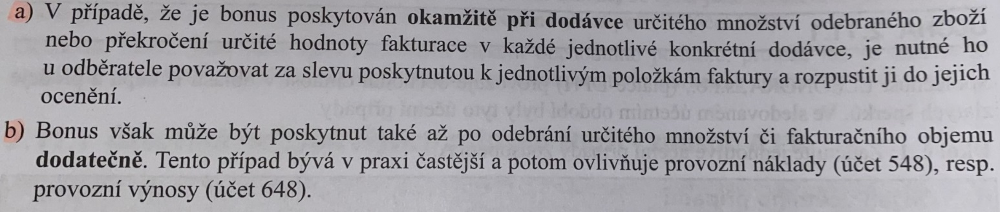 a) V případě, že je bonus poskytován okamžitě při dodávce určitého množství odebraného zboží
nebo překročení určité hodnoty fakturace v každé jednotlivé konkrétní dodávce, je nutné ho
u odběratele považovat za slevu poskytnutou k jednotlivým položkám faktury a rozpustit ji do jejich
ocenění.
b) Bonus však může být poskytnut také až po odebrání určitého množství či fakturačního objemu
dodatečně. Tento případ bývá v praxi častější a potom ovlivňuje provozní náklady (účet 548), resp.
provozní výnosy (účet 648).